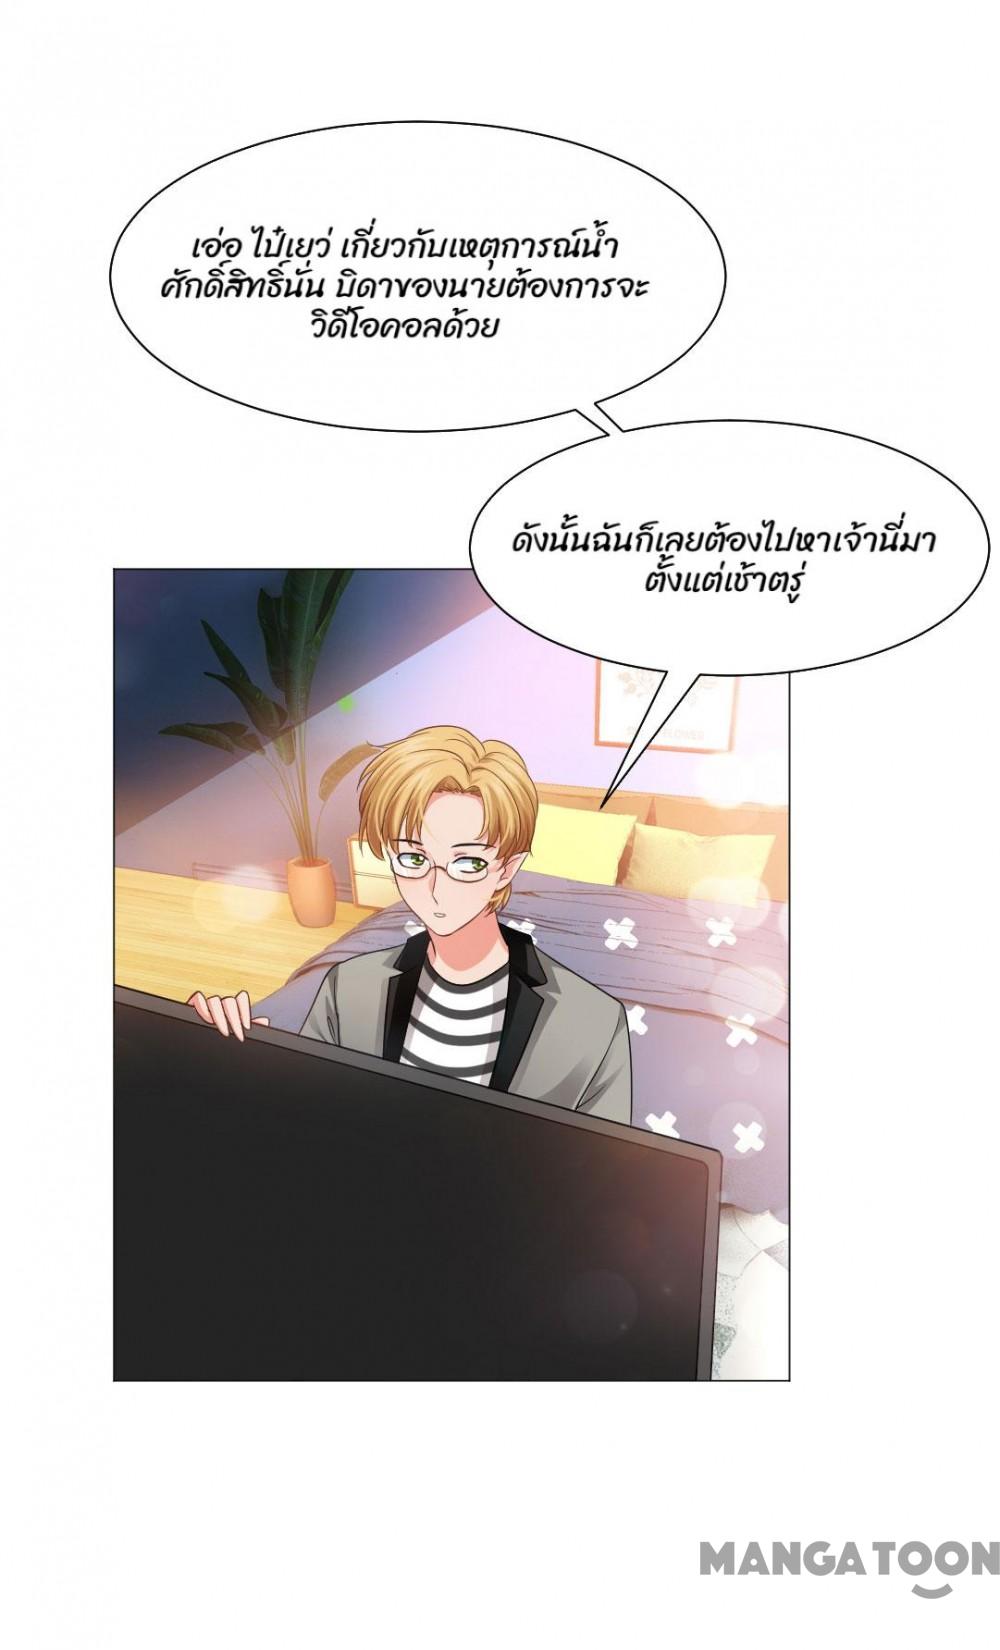 เอ่อ ไป๋เยว่ เกี่ยวกับเหตุการณ์น้ำ
ศักดิ์สิทธิ์นั่น บิดาของนายต้องการจะ
วิดีโอคอลด้วย
ดังนั้นฉันก็เลยต้องไปหาเจ้านี่มา
ตั้งแต่เช้าตรู่
FLOWER
MANGATOON